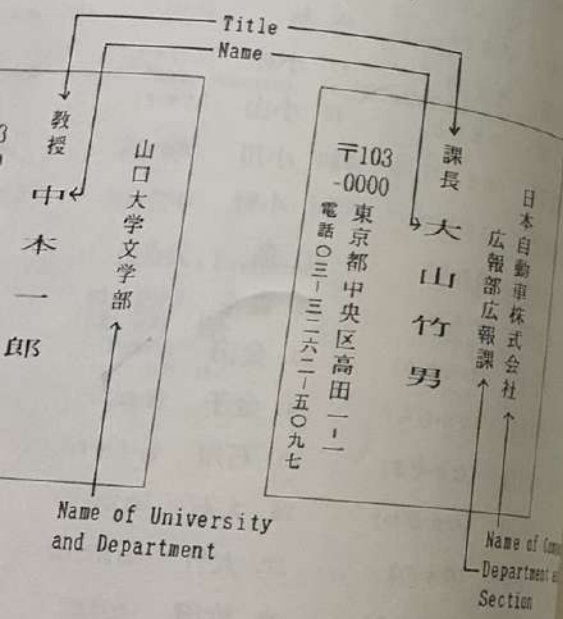 Title
Name
日本自動車株式会社
広報部広報課
課長 大山竹男
〒103
-0000
東京都中央区高田一-一
電話〇三-三二六二-五〇九七
山口大学文学部
教授 中本一郎
Name of University
and Department
Name of
Department
Section